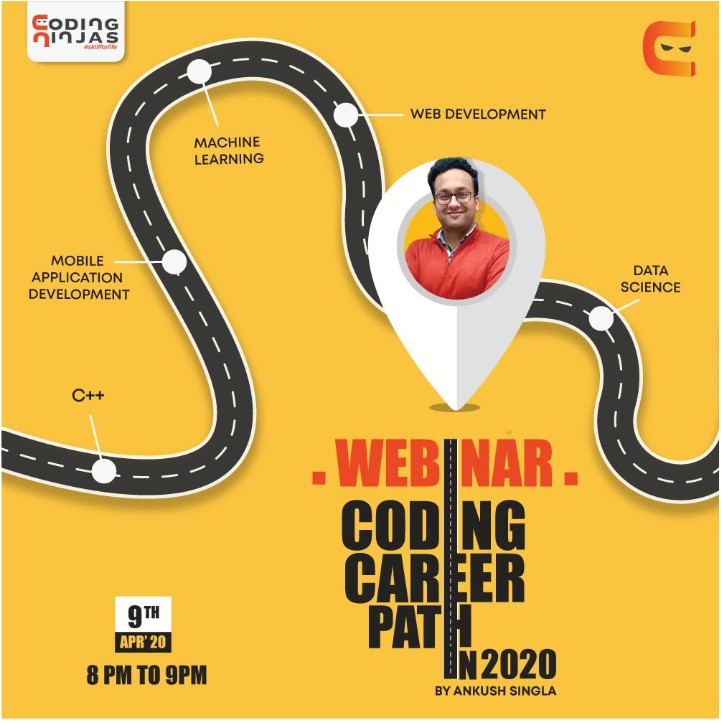 CODING
NINJAS
#skillforlife
WEB DEVELOPMENT
MACHINE
LEARNING
MOBILE
APPLICATION
DEVELOPMENT
DATA
SCIENCE
C++
. WEBINAR .
CODING
CAREER
PATH
IN 2020
BY ANKUSH SINGLA
9TH
APR' 20
8 PM TO 9PM